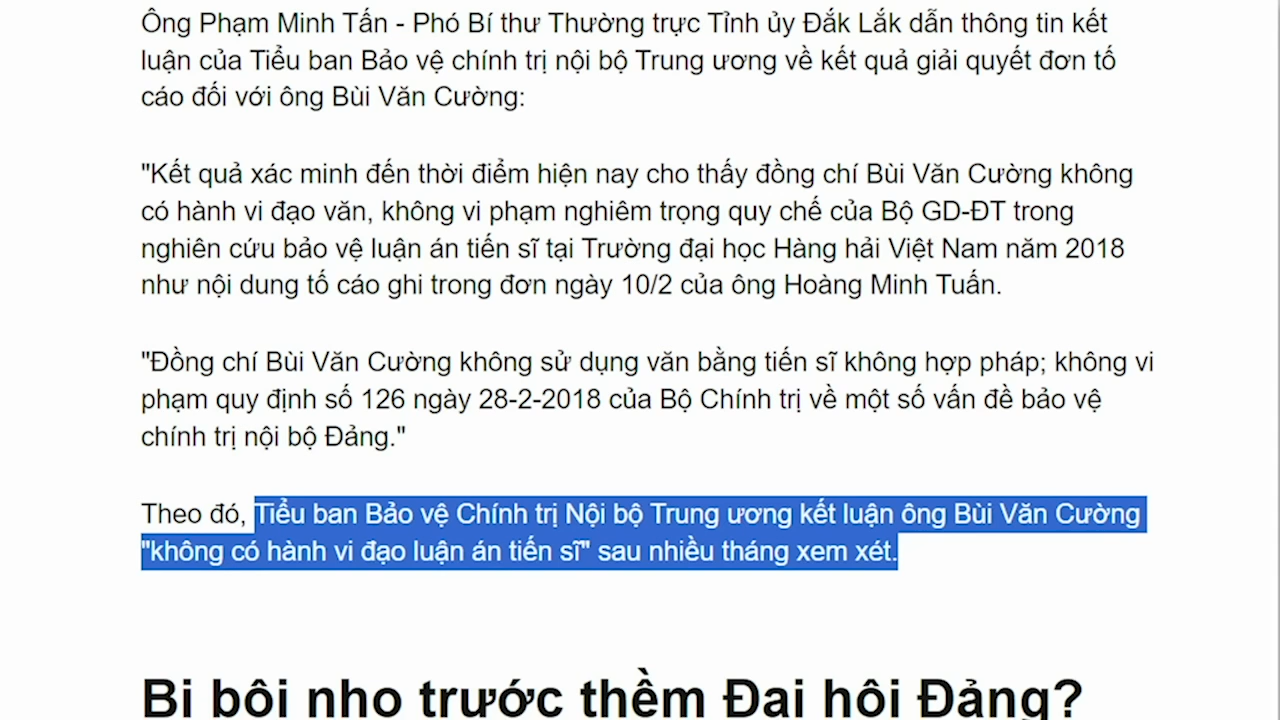 Ông Phạm Minh Tấn - Phó Bí thư Thường trực Tỉnh ủy Đắk Lắk dẫn thông tin kết
luận của Tiểu ban Bảo vệ chính trị nội bộ Trung ương về kết quả giải quyết đơn tố
cáo đối với ông Bùi Văn Cường:
"Kết quả xác minh đến thời điểm hiện nay cho thấy đồng chí Bùi Văn Cường không
có hành vi đạo văn, không vi phạm nghiêm trọng quy chế của Bộ GD-ĐT trong
nghiên cứu bảo vệ luận án tiến sĩ tại Trường đại học Hàng hải Việt Nam năm 2018
như nội dung tố cáo ghi trong đơn ngày 10/2 của ông Hoàng Minh Tuấn.
"Đồng chí Bùi Văn Cường không sử dụng văn bằng tiến sĩ không hợp pháp; không vi
phạm quy định số 126 ngày 28-2-2018 của Bộ Chính trị về một số vấn đề bảo vệ
chính trị nội bộ Đảng."
Theo đó, Tiểu ban Bảo vệ Chính trị Nội bộ Trung ương kết luận ông Bùi Văn Cường
"không có hành vi đạo luận án tiến sĩ" sau nhiều tháng xem xét.
Bị bôi nhọ trước thềm Đại hội Đảng?